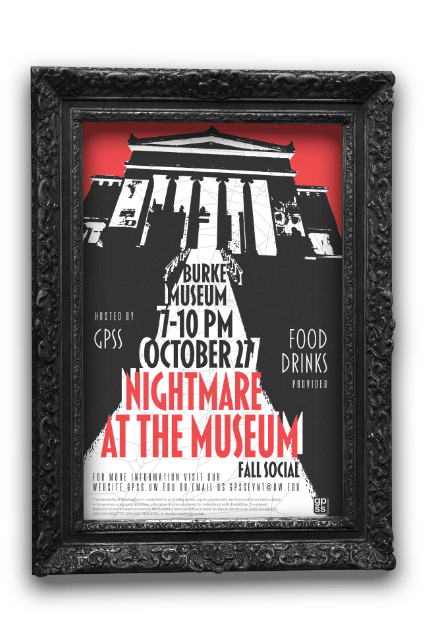 BURKE
MUSEUM
7-10 PM
OCTOBER 27
HOSTED BY
GPSS
FOOD
DRINKS
PROVIDED
NIGHTMARE
AT THE MUSEUM
FALL SOCIAL
FOR MORE INFORMATION VISIT OUR
WEBSITE GPSS.UW.EDU OR EMAIL US GPSSEVNT@UW.EDU
gp
ss